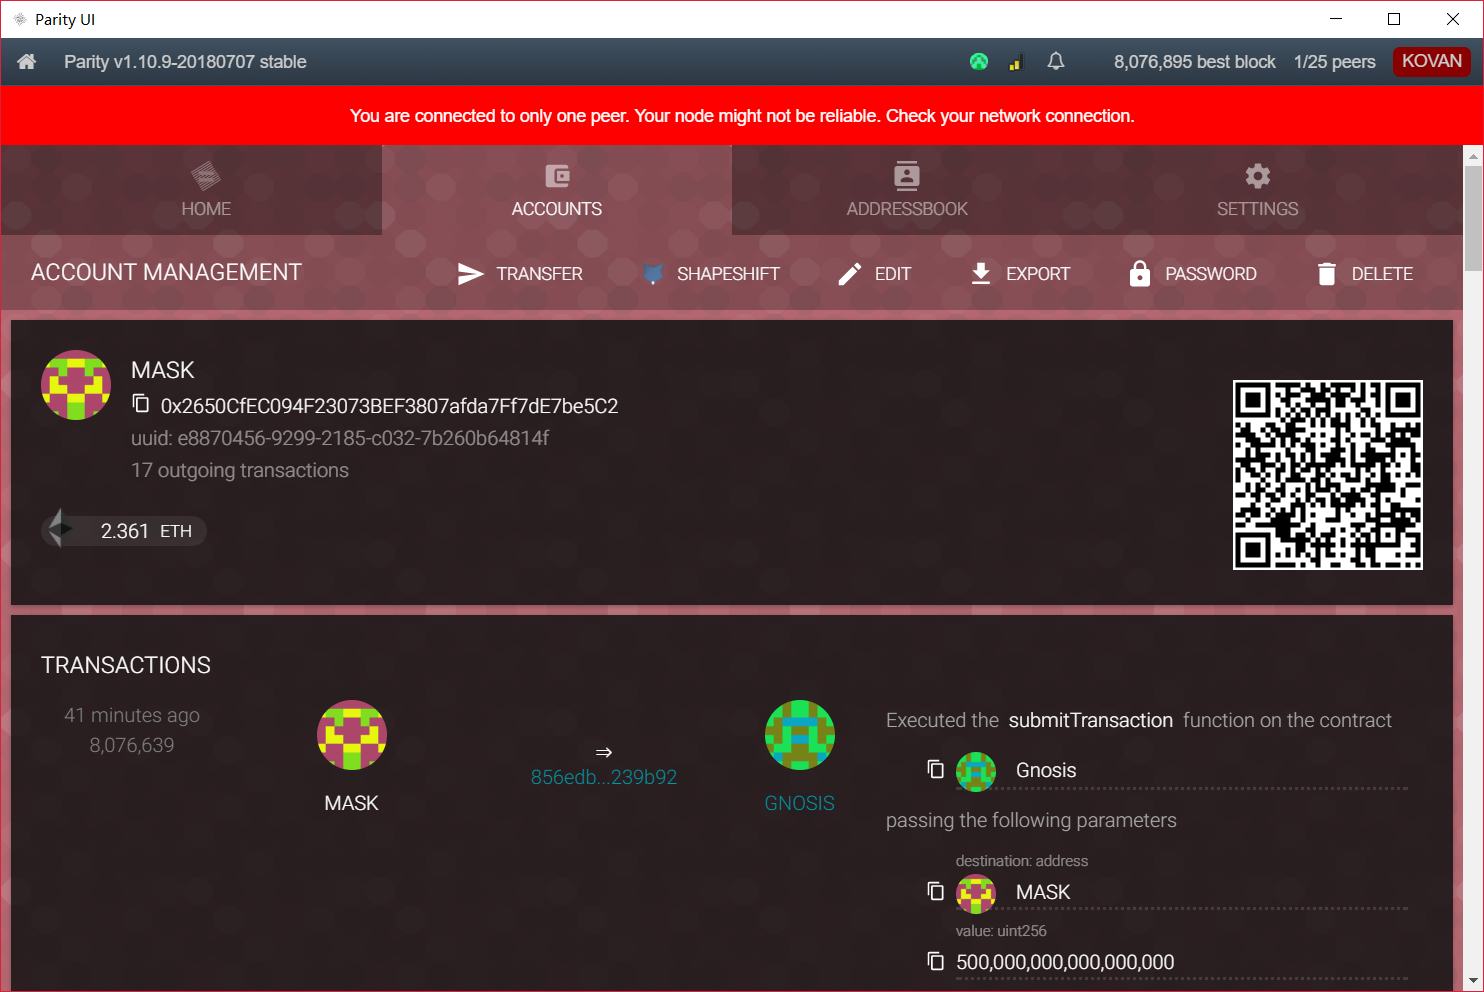 Parity UI
Parity v1.10.9-20180707 stable
8,076,895 best block
1/25 peers
KOVAN
You are connected to only one peer. Your node might not be reliable. Check your network connection.
HOME
ACCOUNTS
ADDRESSBOOK
SETTINGS
ACCOUNT MANAGEMENT
TRANSFER
SHAPESHIFT
EDIT
EXPORT
PASSWORD
DELETE
MASK
0x2650CfEC094F23073BEF3807afda7Ff7dE7be5C2
uuid: e8870456-9299-2185-c032-7b260b64814f
17 outgoing transactions
2.361 ETH
TRANSACTIONS
41 minutes ago
8,076,639
MASK
⇒
856edb...239b92
GNOSIS
Executed the submitTransaction function on the contract
Gnosis
passing the following parameters
destination: address
MASK
value: uint256
500,000,000,000,000,000